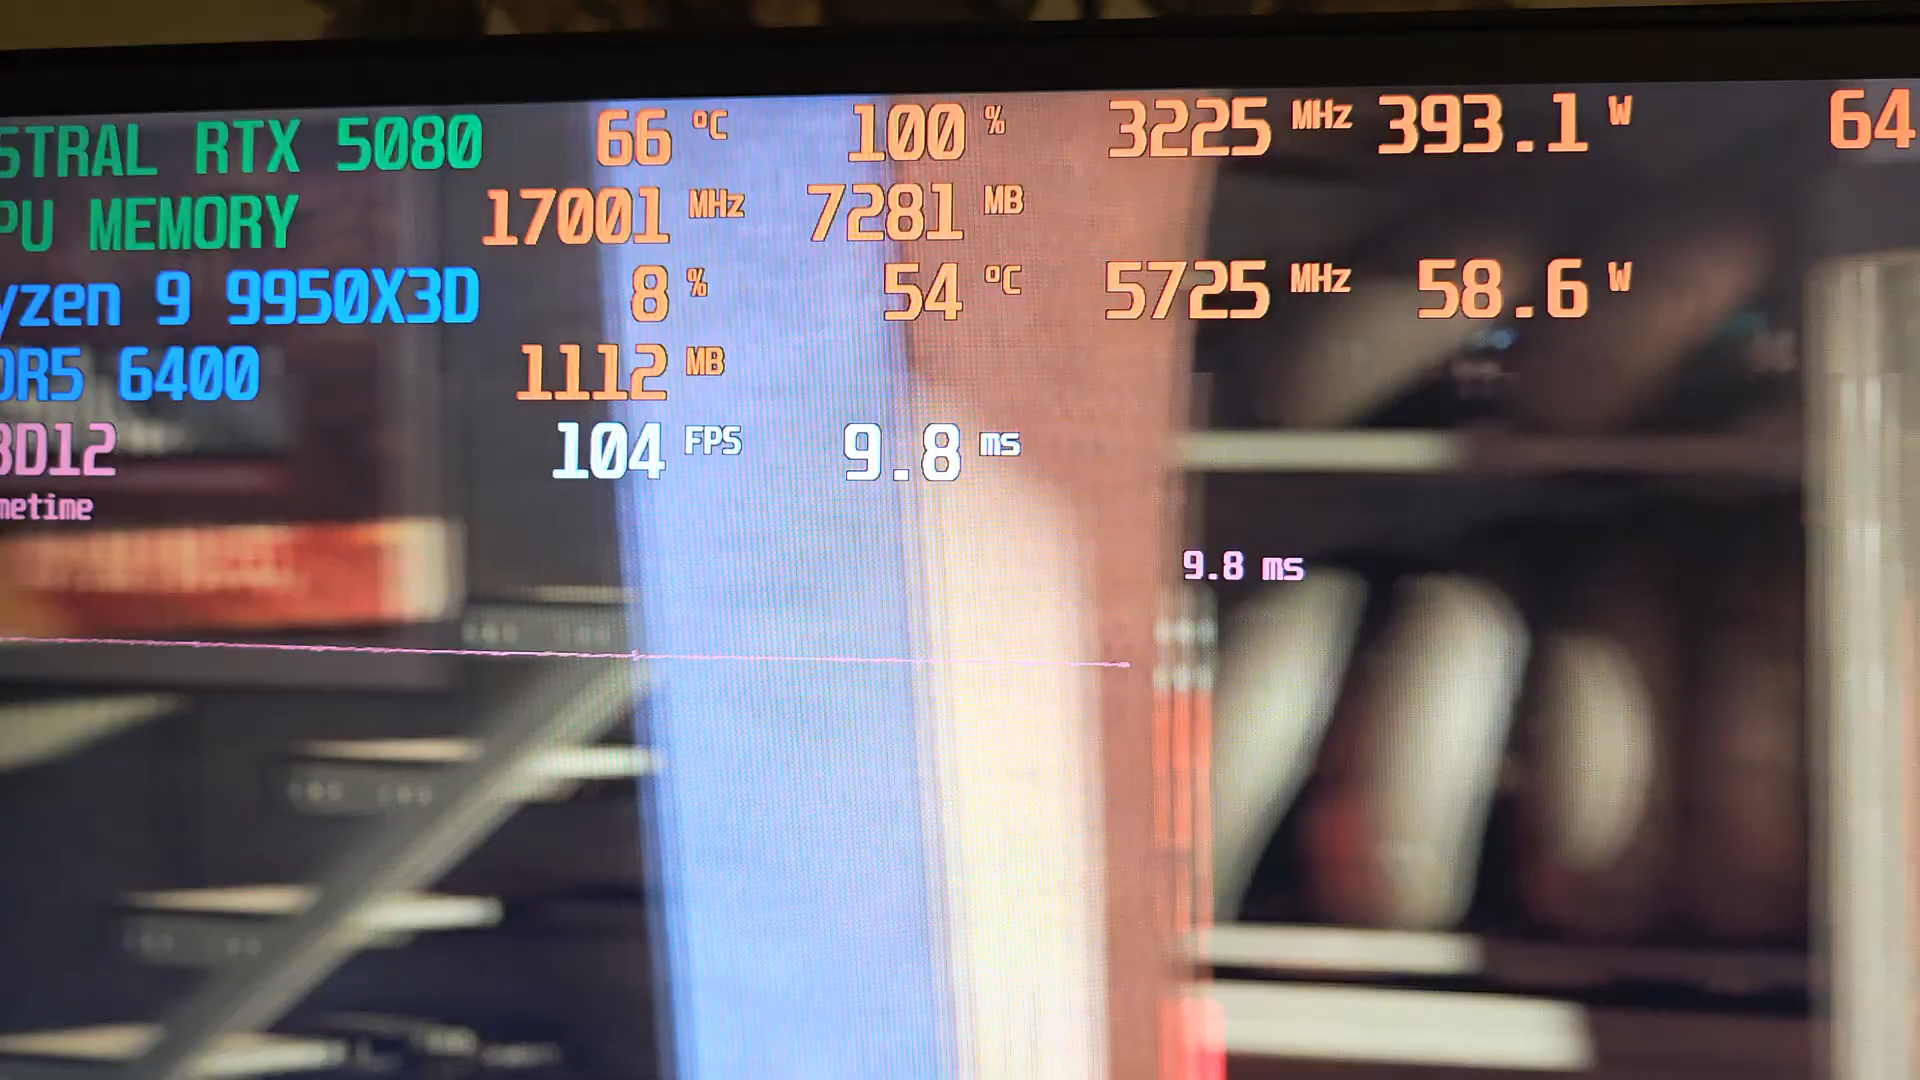 STRAL RTX 5080 66 °C 100 % 3225 MHz 393.1 W 64
PU MEMORY 17001 MHz 7281 MB
yzen 9 9950X3D 8 % 54 °C 5725 MHz 58.6 W
DR5 6400 1112 MB
3D12 104 FPS 9.8 ms
metime
9.8 ms